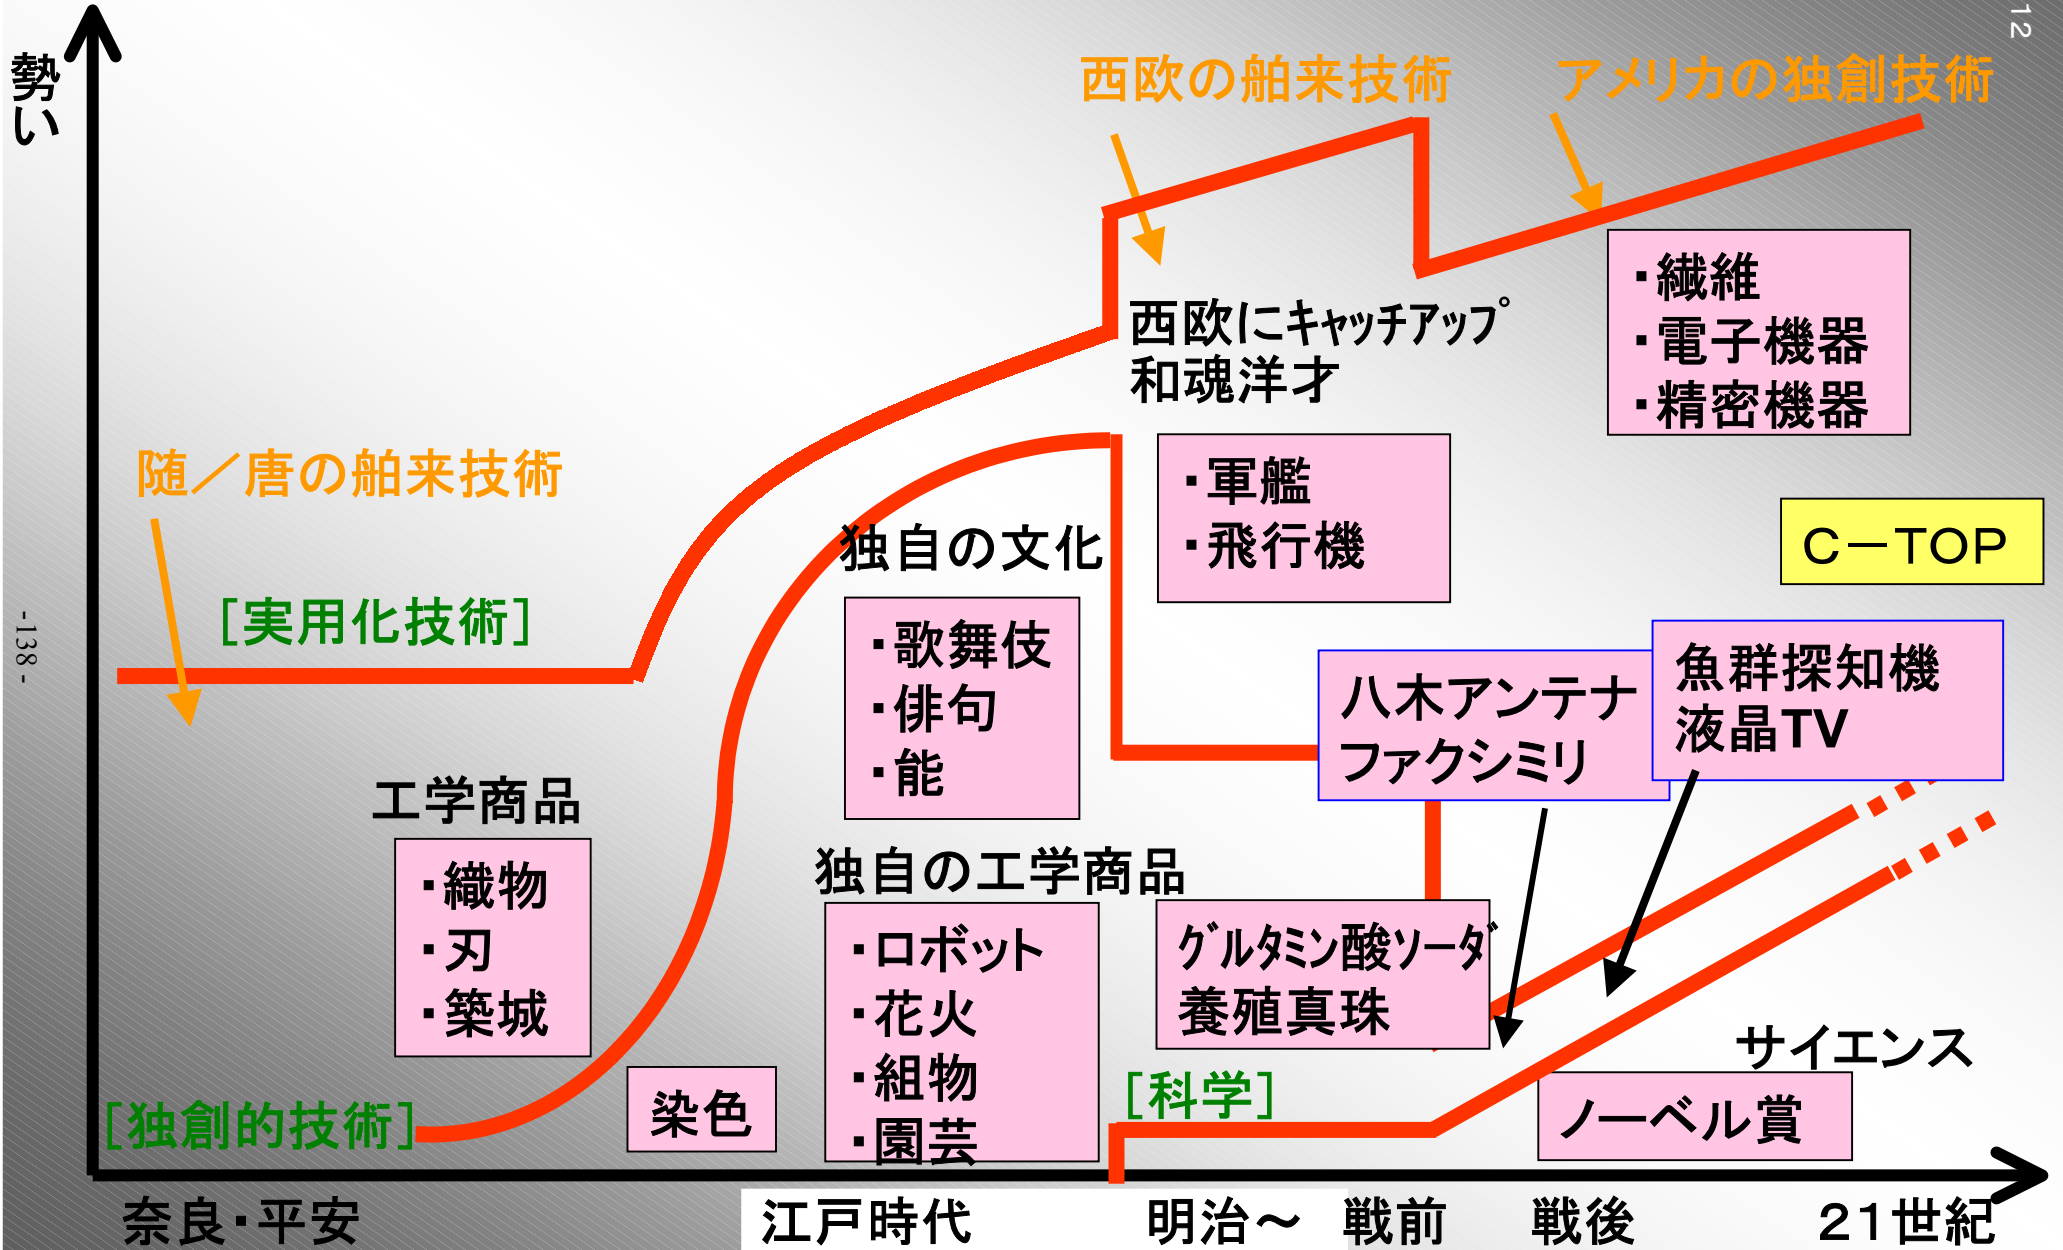 12
勢い
西欧の舶来技術
アメリカの独創技術
・繊維
・電子機器
・精密機器
西欧にキャッチアップ
和魂洋才
随／唐の舶来技術
・軍艦
・飛行機
C－TOP
独自の文化
[実用化技術]
・歌舞伎
・俳句
・能
-138-
八木アンテナ
ファクシミリ
魚群探知機
液晶TV
工学商品
・織物
・刃
・築城
独自の工学商品
・ロボット
・花火
・組物
・園芸
グルタミン酸ソーダ
養殖真珠
サイエンス
[独創的技術]
染色
[科学]
ノーベル賞
奈良・平安
江戸時代
明治～
戦前
戦後
21世紀